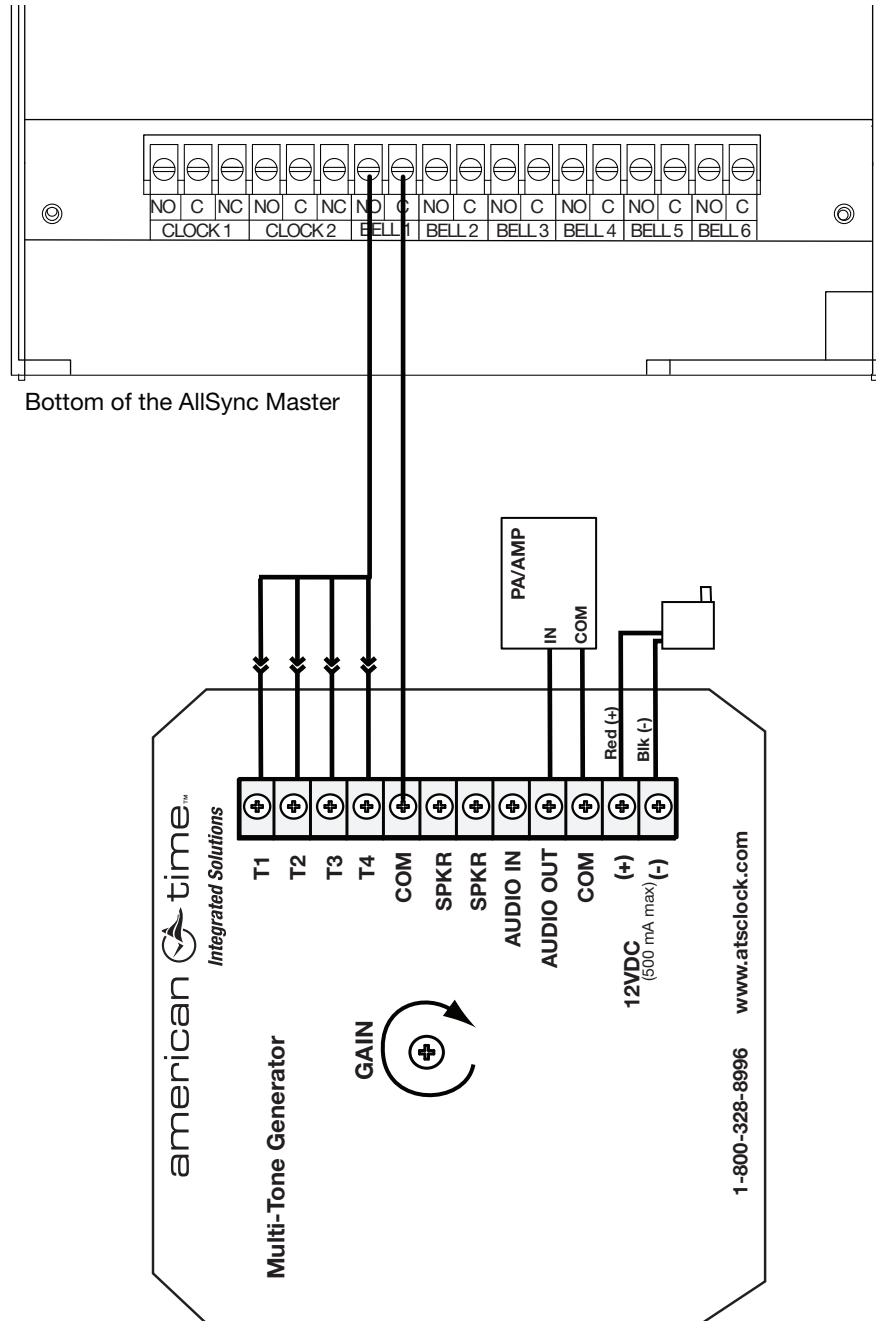 NO C NC NO C NC NO C NO C NO C NO C NO C NO C
CLOCK 1 CLOCK 2 BELL 1 BELL 2 BELL 3 BELL 4 BELL 5 BELL 6
Bottom of the AllSync Master
PA/AMP
IN
COM
Red (+)
Blk (-)
T1
T2
T3
T4
COM
SPKR
SPKR
AUDIO IN
AUDIO OUT
COM
(+)
(-)
12VDC
(500 mA max)
american time™
Integrated Solutions
Multi-Tone Generator
GAIN
1-800-328-8996 www.atsclock.com